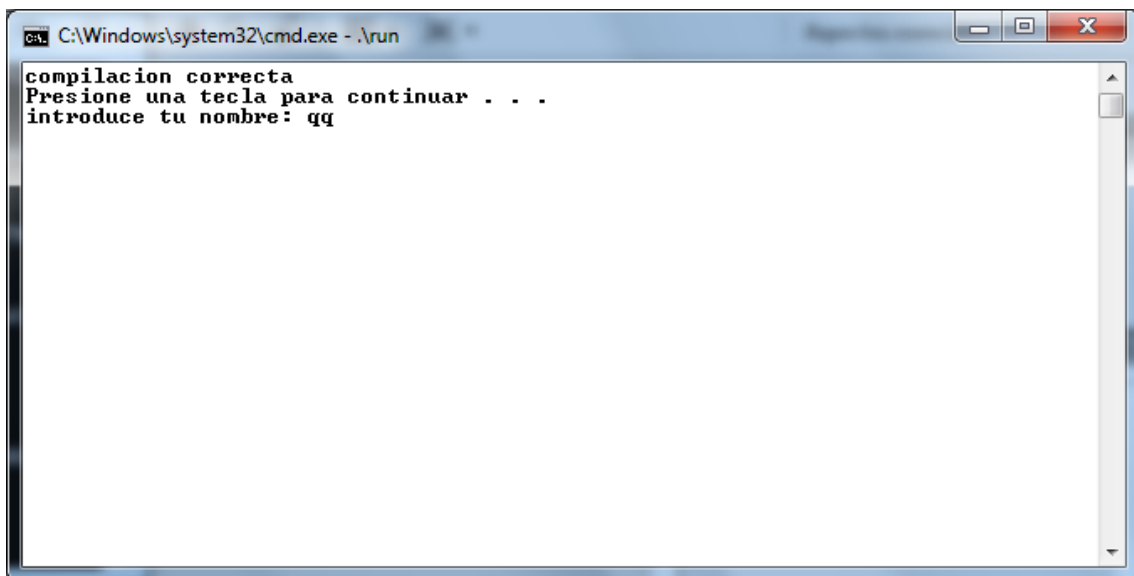 C:\Windows\system32\cmd.exe - .\run
compilacion correcta
Presione una tecla para continuar . . .
introduce tu nombre: qq